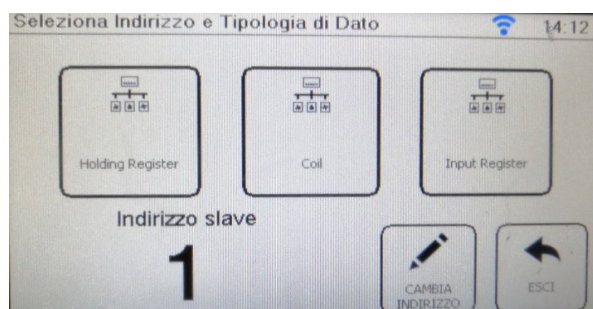 Seleziona Indirizzo e Tipologia di Dato 14:12
Holding Register Coil Input Register
Indirizzo slave
1
CAMBIA
INDIRIZZO
ESCI